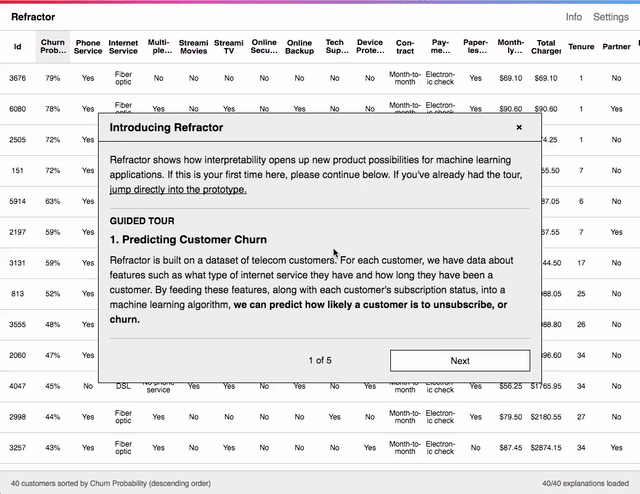 Refractor Info Settings
Id Churn Prob... Phone Service Internet Service Multi-ple... Streami Movies Streami TV Online Secu... Online Backup Tech Sup... Device Prote... Con-tract Pay-me... Paper-les... Month-ly... Total Charges Tenure Partner
3676 79% Yes Fiber optic No No No No No No No Month-to-month Electron-ic check Yes $69.10 $69.10 1 No
6080 78% Yes Fiber optic Yes No Yes No Yes No No Month-to-month Electron-ic check Yes $90.60 $90.60 1 Yes
2505 72% Yes 74.25 1 No
151 72% Yes 55.50 7 No
5914 63% Yes 87.05 6 No
2197 59% Yes 67.55 7 Yes
3131 59% Yes 44.50 17 No
813 52% Yes 25 No
3555 48% Yes 26 No
2060 47% Yes 34 No
Introducing Refractor ×
Refractor shows how interpretability opens up new product possibilities for machine learning
applications. If this is your first time here, please continue below. If you've already had the tour,
jump directly into the prototype.
GUIDED TOUR
1. Predicting Customer Churn
Refractor is built on a dataset of telecom customers. For each customer, we have data about
features such as what type of internet service they have and how long they have been a
customer. By feeding these features, along with each customer's subscription status, into a
machine learning algorithm, we can predict how likely a customer is to unsubscribe, or
churn.
1 of 5 Next
4047 45% No DSL No phone service Yes Yes No Yes No Yes Month-to-month Electron-ic check Yes $56.25 $1765.95 34 No
2998 44% Yes Fiber optic No No No No No Yes No Month-to-month Electron-ic check Yes $79.50 $2180.55 27 No
3257 43% Yes Fiber optic No Yes Yes No No No No Month-to-month Electron-ic check No $87.45 $2874.15 34 Yes
40 customers sorted by Churn Probability (descending order) 40/40 explanations loaded